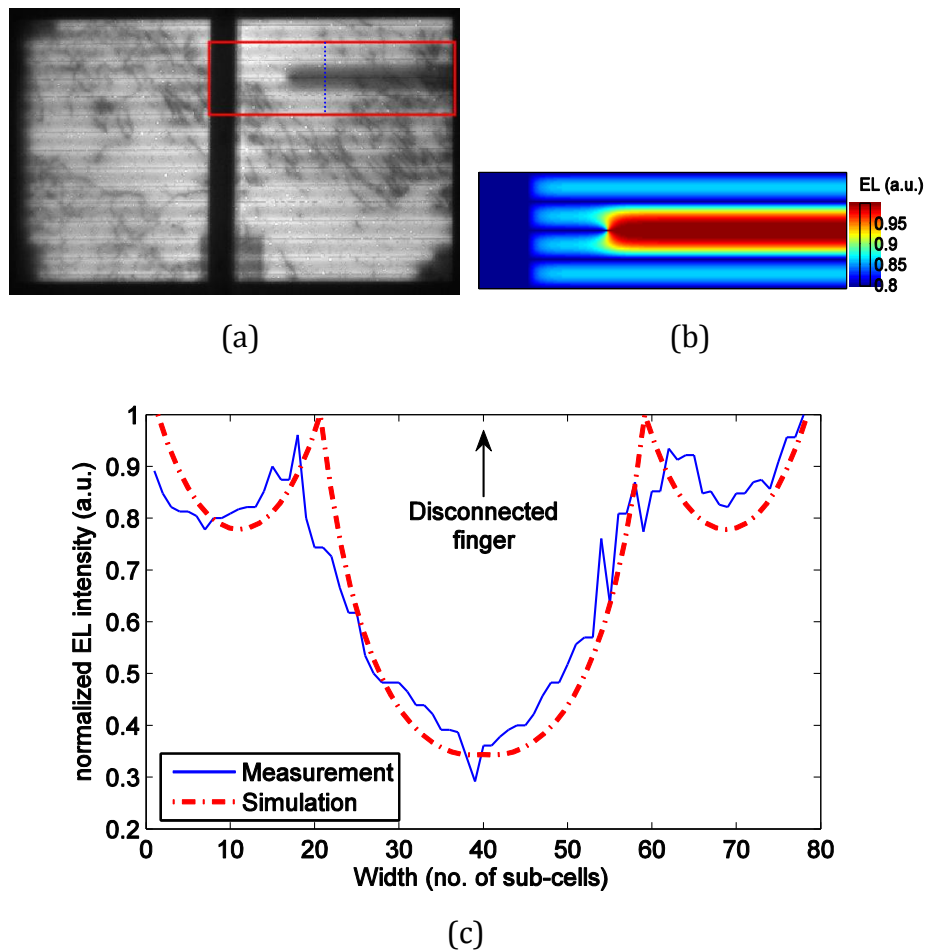 EL (a.u.)
0.95
0.9
0.85
0.8
(a)
(b)
1
0.9
0.8
0.7
0.6
0.5
0.4
0.3
0.2
normalized EL intensity (a.u.)
Disconnected
finger
Measurement
Simulation
0 10 20 30 40 50 60 70 80
Width (no. of sub-cells)
(c)